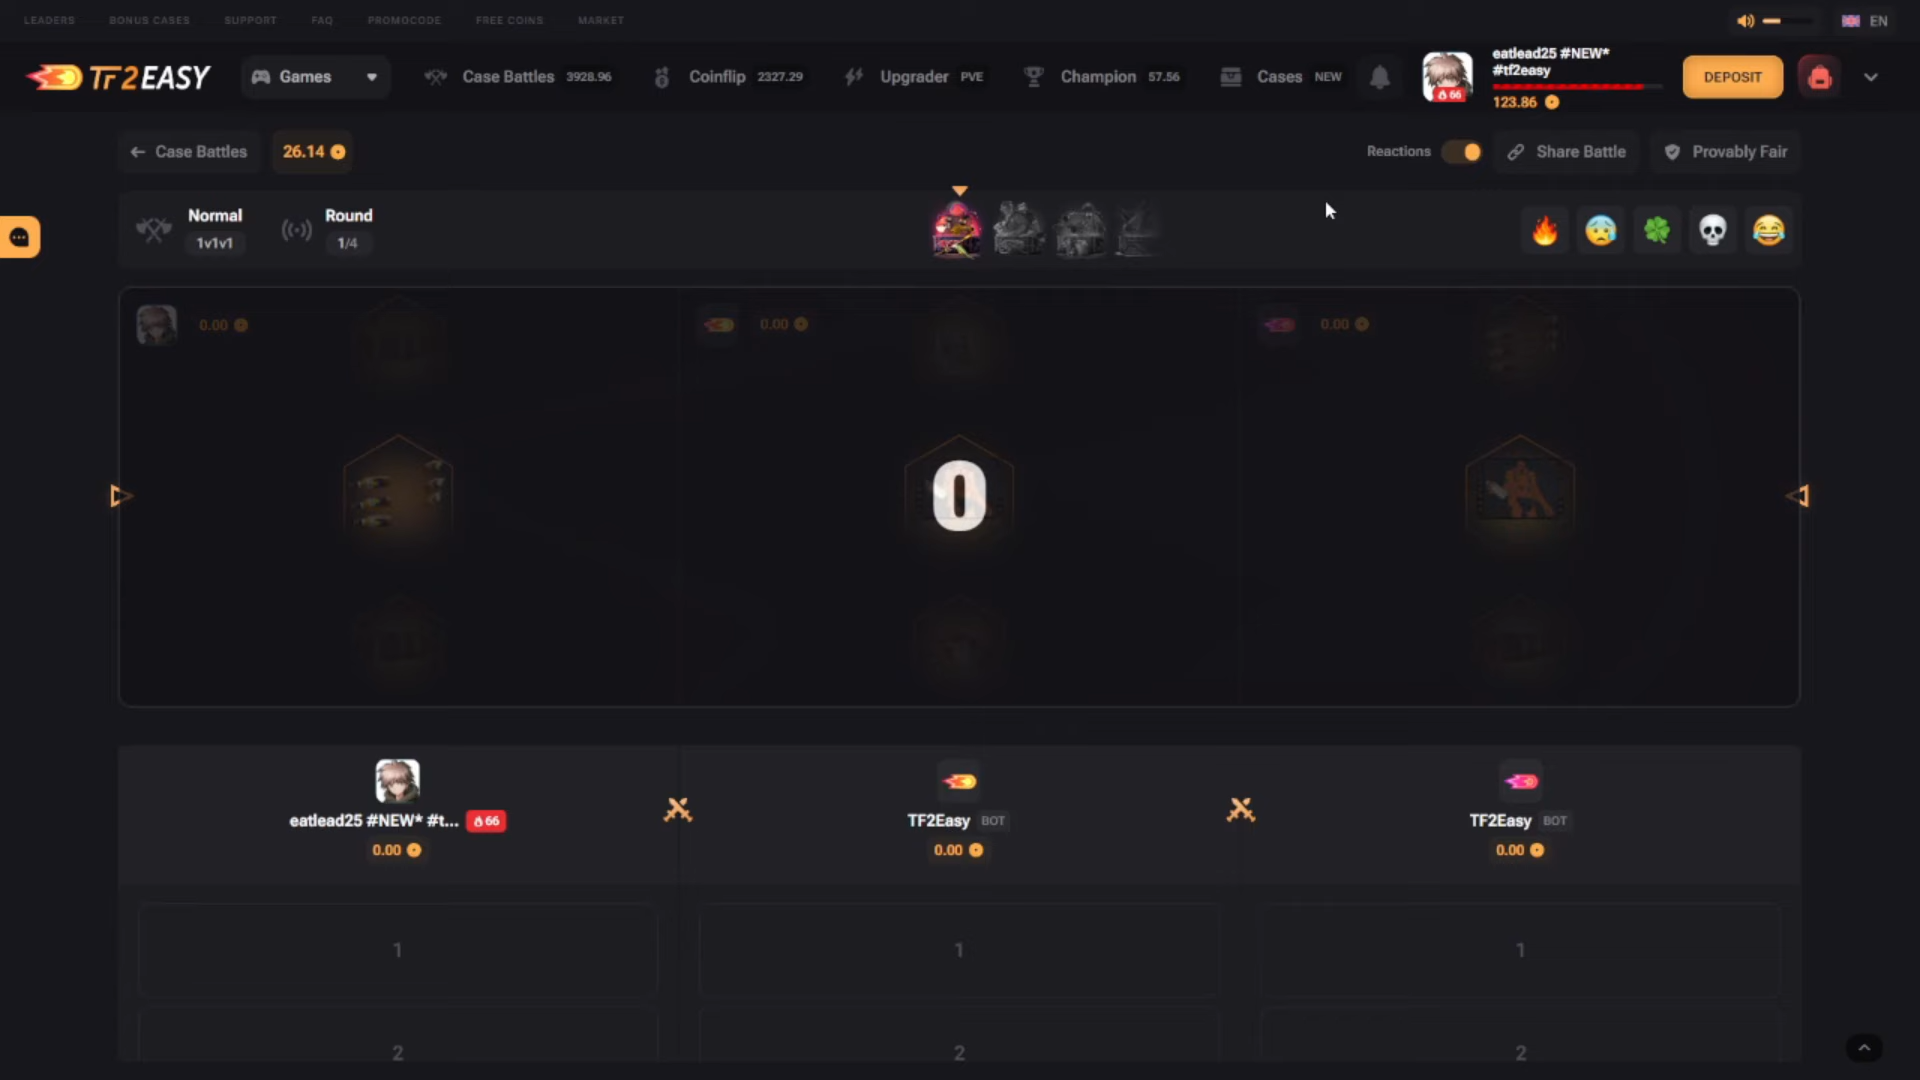 LEADERS BONUS CASES SUPPORT FAQ PROMOCODE FREE COINS MARKET EN
TF2EASY Games Case Battles 3928.96 Coinflip 2327.29 Upgrader PVE Champion 57.56 Cases NEW
66
eatlead25 #NEW*
#tf2easy
123.86
DEPOSIT
Case Battles 26.14 Reactions Share Battle Provably Fair
Normal
1v1v1
Round
1/4
0.00 0.00 0.00
0
eatlead25 #NEW* #t... 66
0.00
TF2Easy BOT
0.00
TF2Easy BOT
0.00
1 1 1
2 2 2